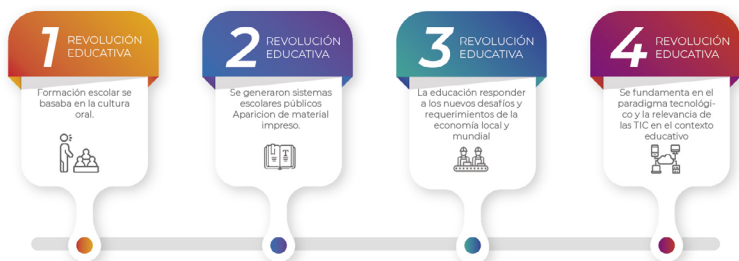 1 REVOLUCIÓN
EDUCATIVA
Formación escolar se
basaba en la cultura
oral.
2 REVOLUCIÓN
EDUCATIVA
Se generaron sistemas
escolares públicos
Aparicion de material
impreso.
3 REVOLUCIÓN
EDUCATIVA
La educación responder
a los nuevos desafíos y
requerimientos de la
economía local y
mundial
4 REVOLUCIÓN
EDUCATIVA
Se fundamenta en el
paradigma tecnológi-
co y la relevancia de
las TIC en el contexto
educativo